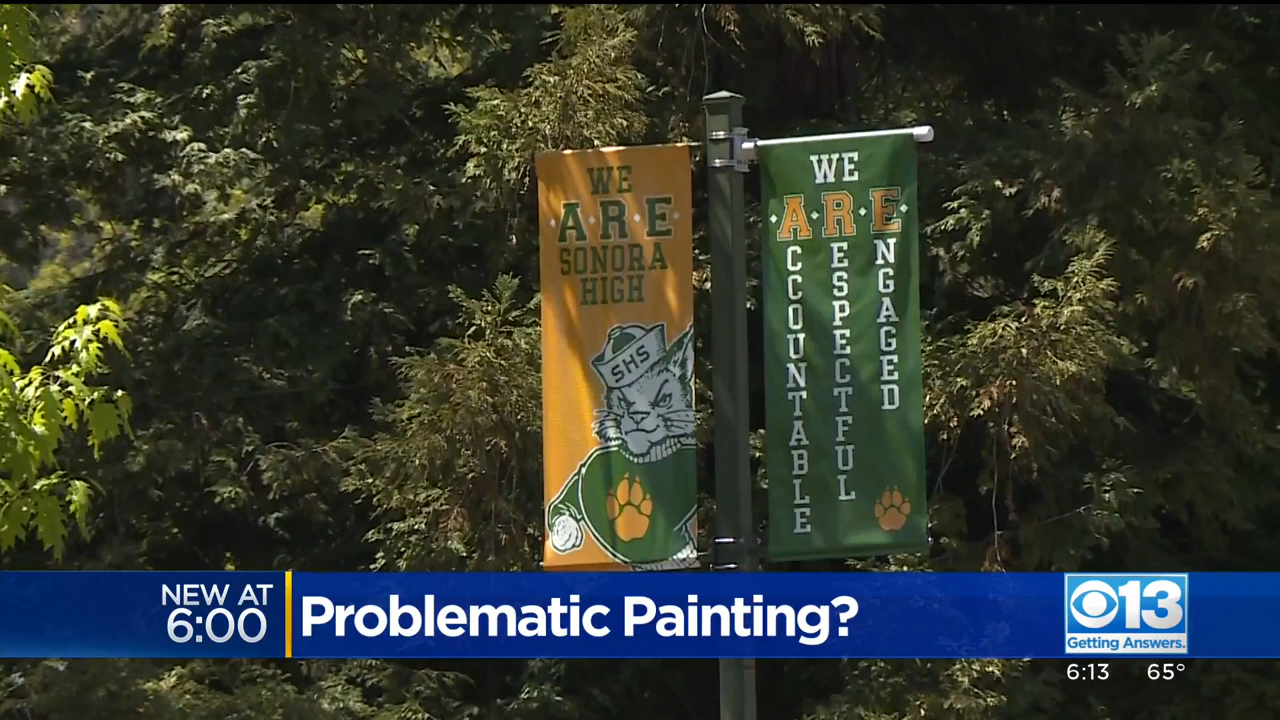 WE
A·R·E
SONORA
HIGH
SHS
WE
·A·R·E·
CCOUNTABLE
ESPECTFUL
NGAGED
NEW AT
6:00
Problematic Painting?
13
Getting Answers.
6:13 65°